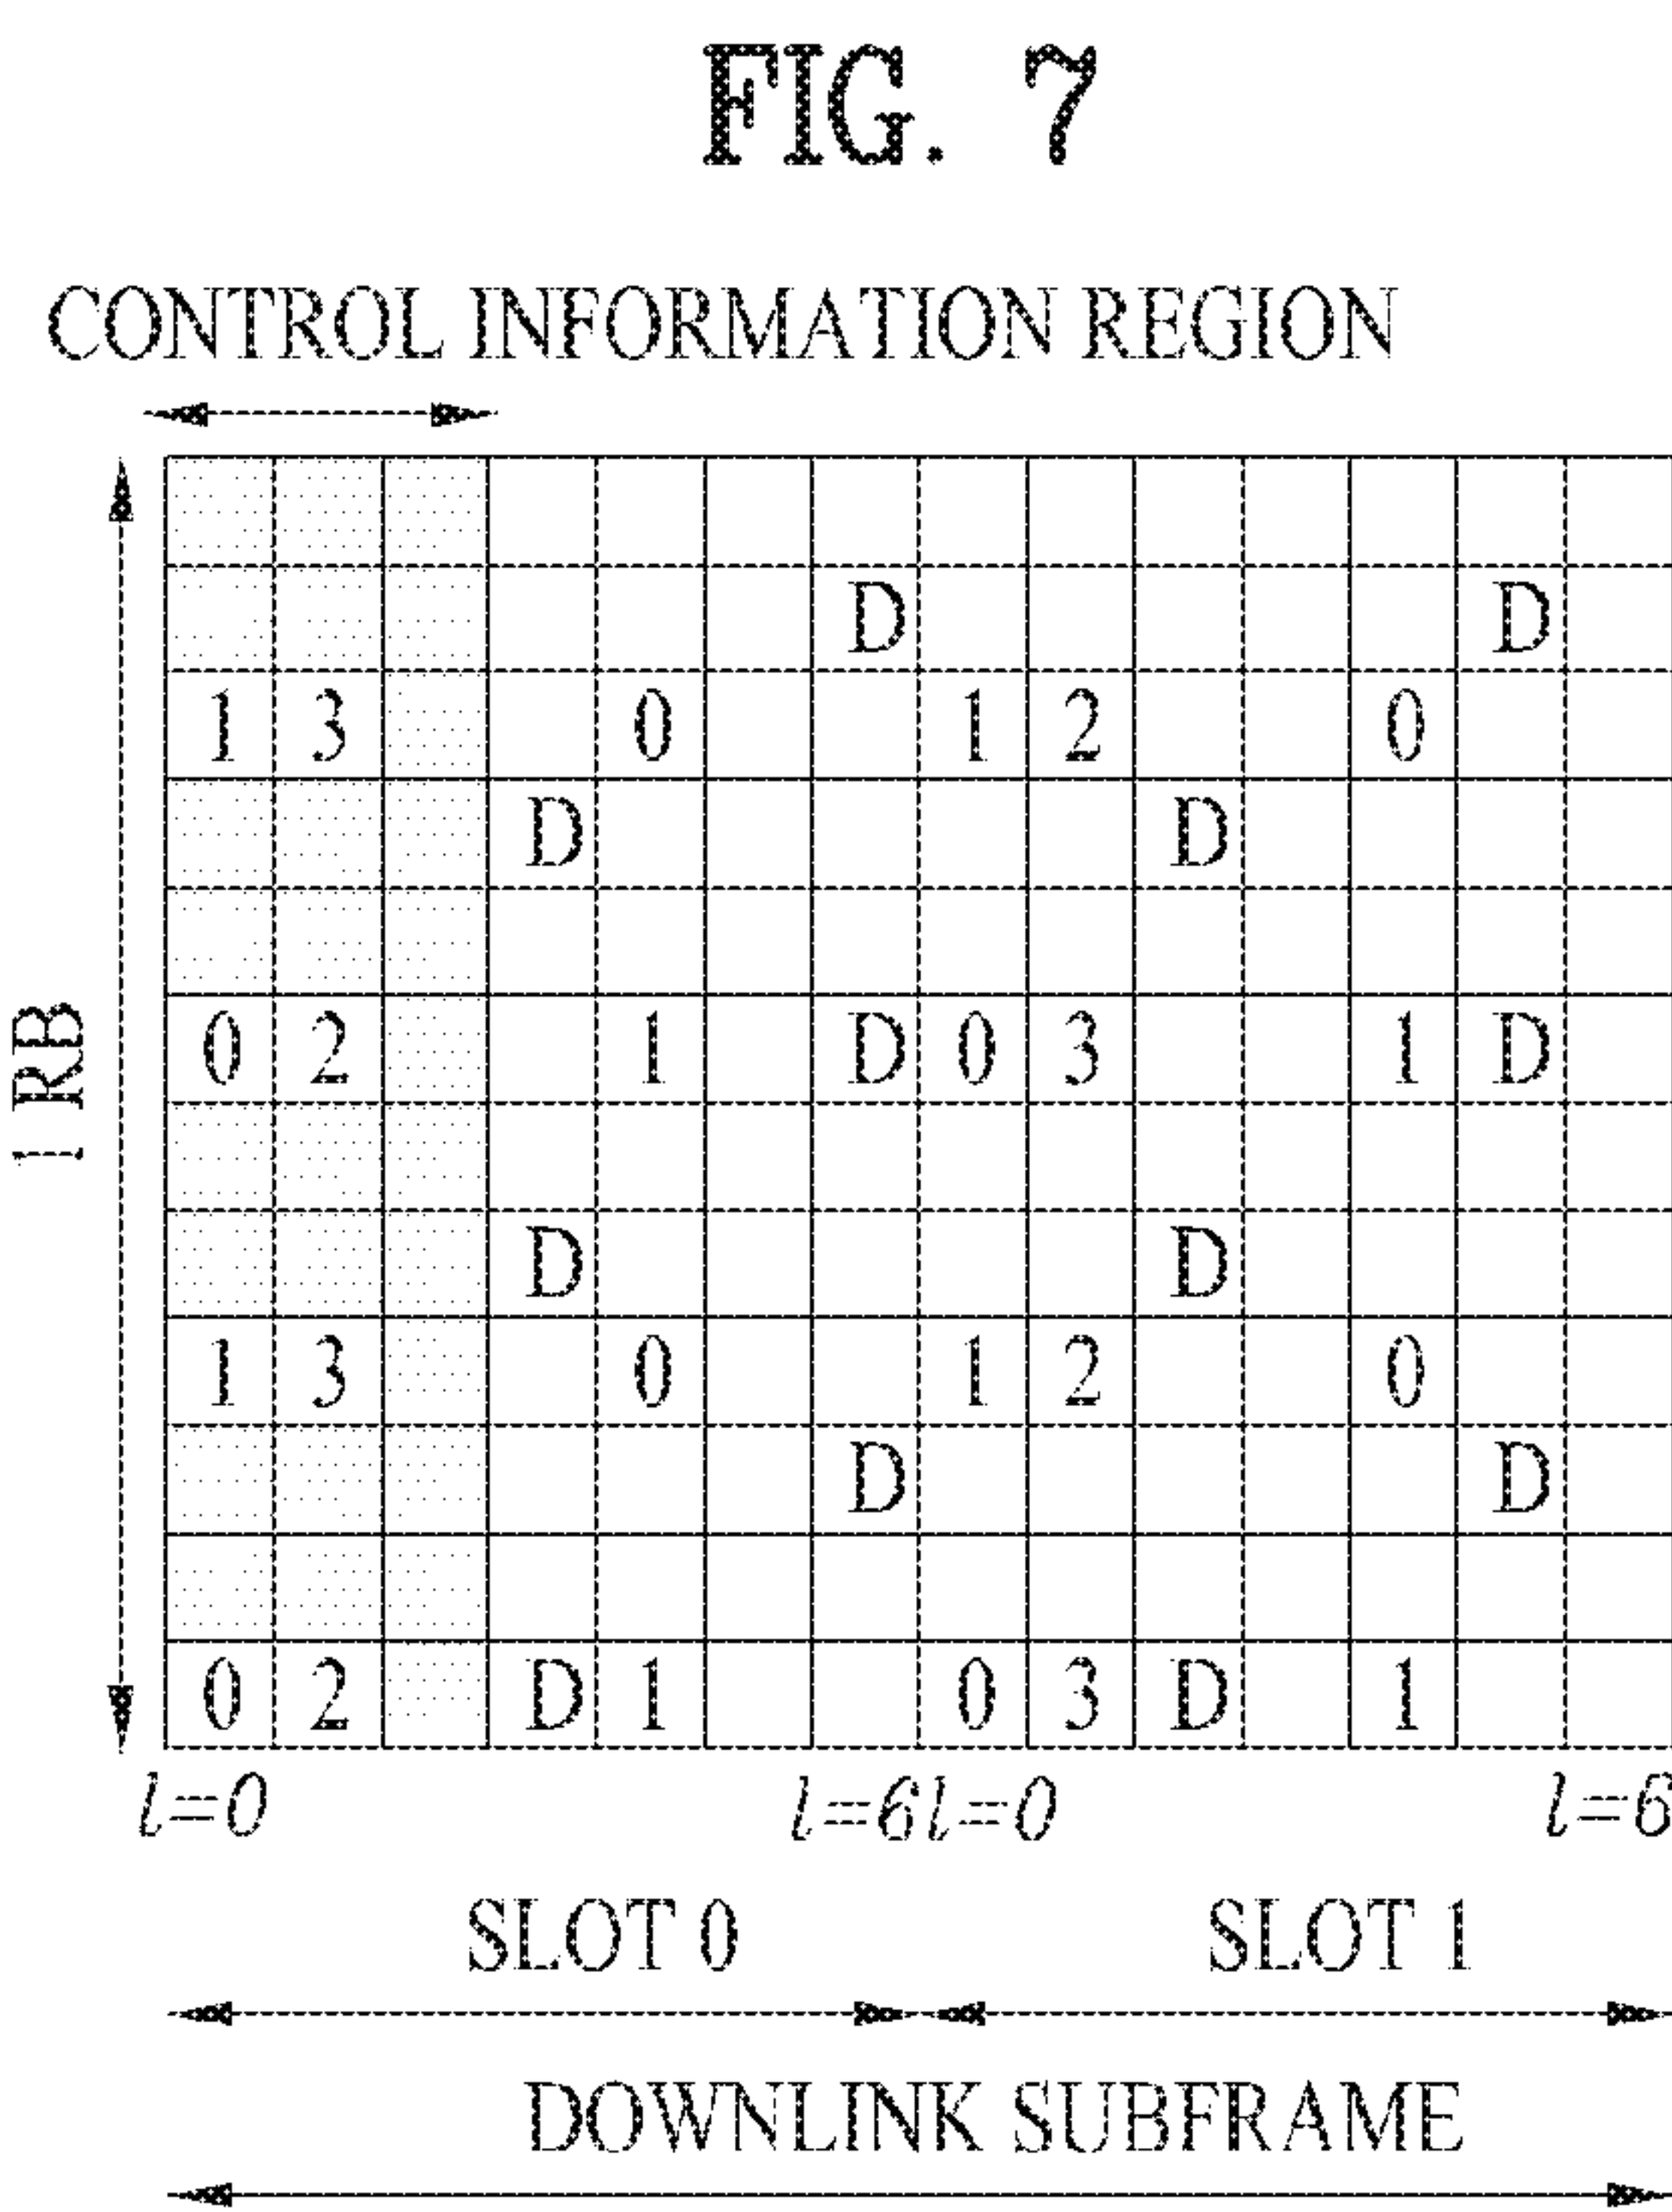 FIG. 7
CONTROL INFORMATION REGION
1 RB
D D
1 3 0 1 2 0
D D
0 2 1 D 0 3 1 D
D D
1 3 0 1 2 0
D D
0 2 D 1 0 3 D 1
l=0 l=6 l=0 l=6
SLOT 0 SLOT 1
DOWNLINK SUBFRAME